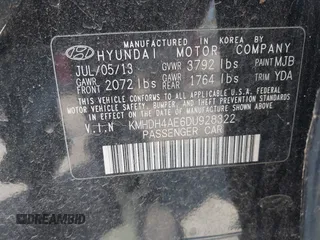 MANUFACTURED IN KOREA
HYUNDAI MOTOR COMPANY
JUL/05/13 GVWR 3792 lbs PAINT MJB
GAWR FRONT 2072 lbs GAWR REAR 1764 lbs TRIM YDA
THIS VEHICLE CONFORMS TO ALL APPLICABLE
FEDERAL MOTOR VEHICLE SAFETY, BUMPER, AND
THEFT PREVENTION STANDARDS IN EFFECT ON
THE DATE OF MANUFACTURE SHOWN ABOVE.
V.I.N KMHDH4AE6DU928322
PASSENGER CAR
DREAMBID